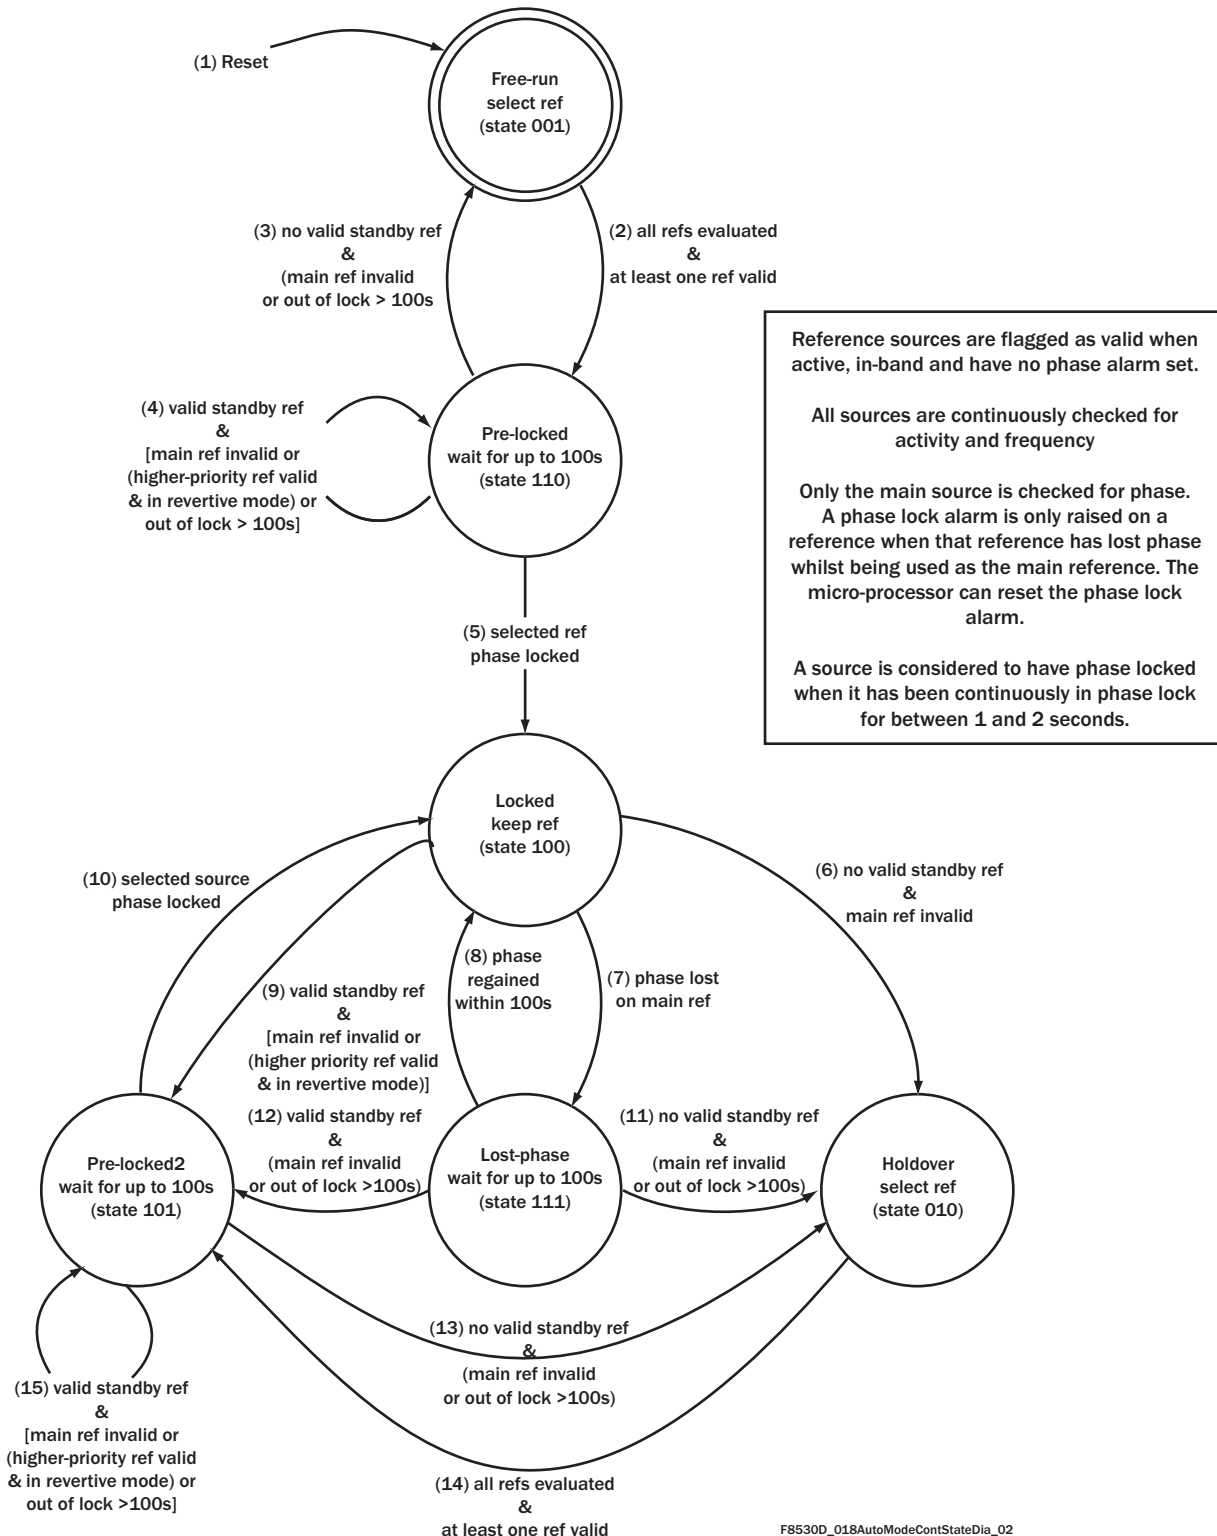 (1) Reset
Free-run
select ref
(state 001)
(3) no valid standby ref
&
(main ref invalid
or out of lock > 100s
(2) all refs evaluated
&
at least one ref valid
Reference sources are flagged as valid when
active, in-band and have no phase alarm set.
All sources are continuously checked for
activity and frequency
Only the main source is checked for phase.
A phase lock alarm is only raised on a
reference when that reference has lost phase
whilst being used as the main reference. The
micro-processor can reset the phase lock
alarm.
A source is considered to have phase locked
when it has been continuously in phase lock
for between 1 and 2 seconds.
(4) valid standby ref
&
[main ref invalid or
(higher-priority ref valid
& in revertive mode) or
out of lock > 100s]
Pre-locked
wait for up to 100s
(state 110)
(5) selected ref
phase locked
Locked
keep ref
(state 100)
(10) selected source
phase locked
(6) no valid standby ref
&
main ref invalid
(8) phase
regained
within 100s
(7) phase lost
on main ref
(9) valid standby ref
&
[main ref invalid or
(higher priority ref valid
& in revertive mode)]
(12) valid standby ref
&
(main ref invalid
or out of lock >100s)
(11) no valid standby ref
&
(main ref invalid
or out of lock >100s)
Pre-locked2
wait for up to 100s
(state 101)
Lost-phase
wait for up to 100s
(state 111)
Holdover
select ref
(state 010)
(13) no valid standby ref
&
(main ref invalid
or out of lock >100s)
(15) valid standby ref
&
[main ref invalid or
(higher-priority ref valid
& in revertive mode) or
out of lock >100s]
(14) all refs evaluated
&
at least one ref valid
F8530D_018AutoModeContStateDia_02